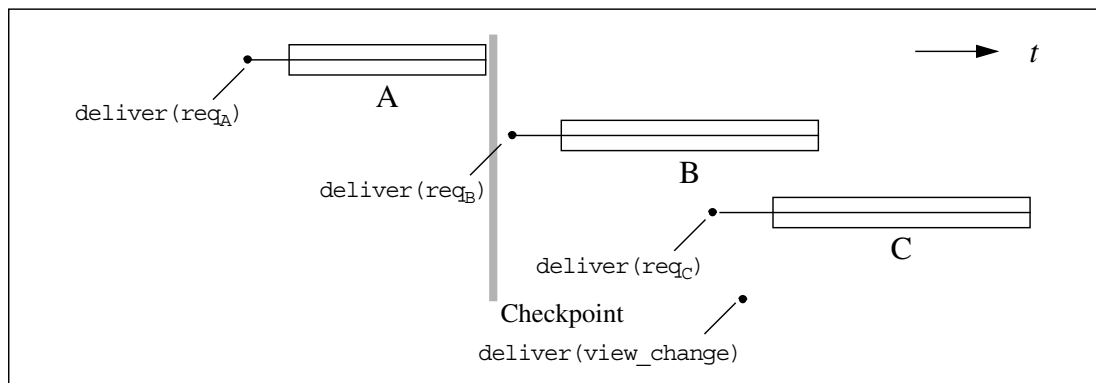 t
A
deliver(req_A)
B
deliver(req_B)
C
deliver(req_C)
Checkpoint
deliver(view_change)